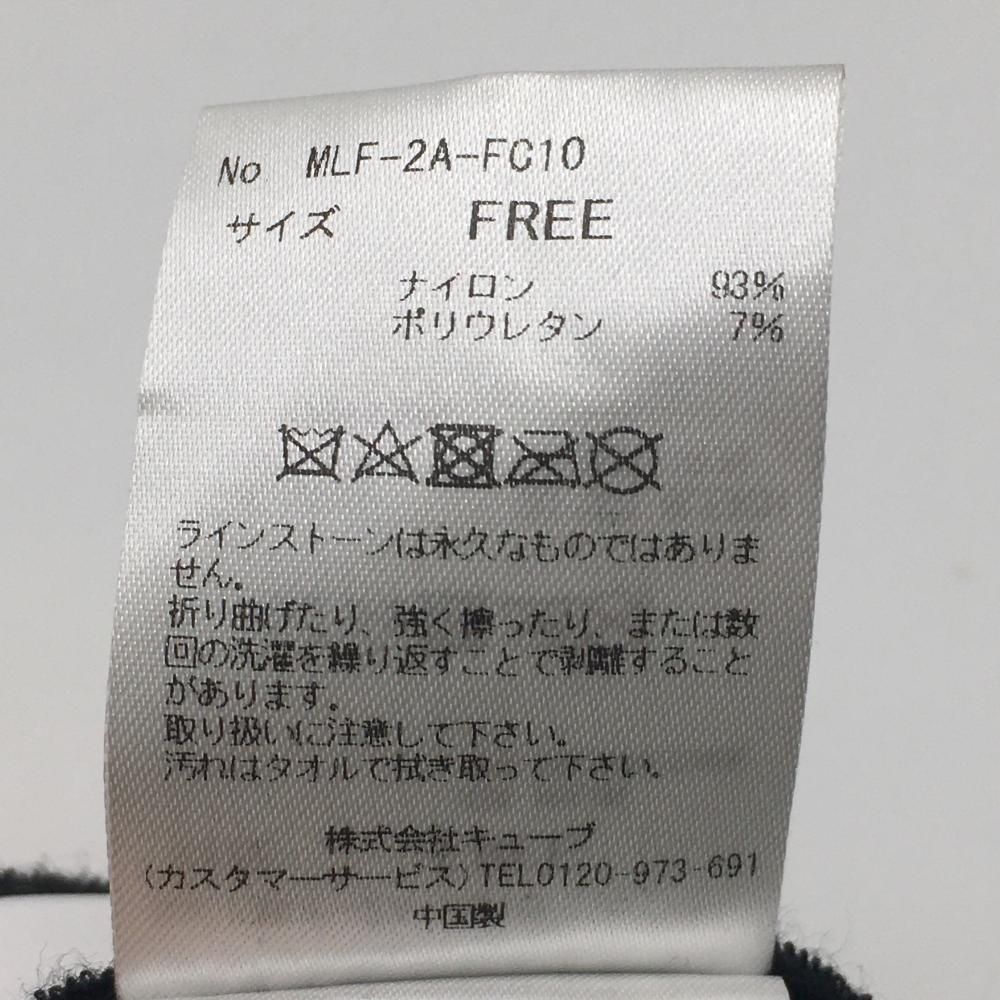 No MLF-2A-FC10
サイズ FREE
ナイロン 93%
ポリウレタン 7%
ラインストーンは永久なものではありま
せん。
折り曲げたり、強く擦ったり、または数
回の洗濯を繰り返すことで剥離すること
があります。
取り扱いに注意して下さい。
汚れはタオルで拭き取って下さい。
株式会社キューブ
(カスタマーサービス)TEL0120-973-691
中国製